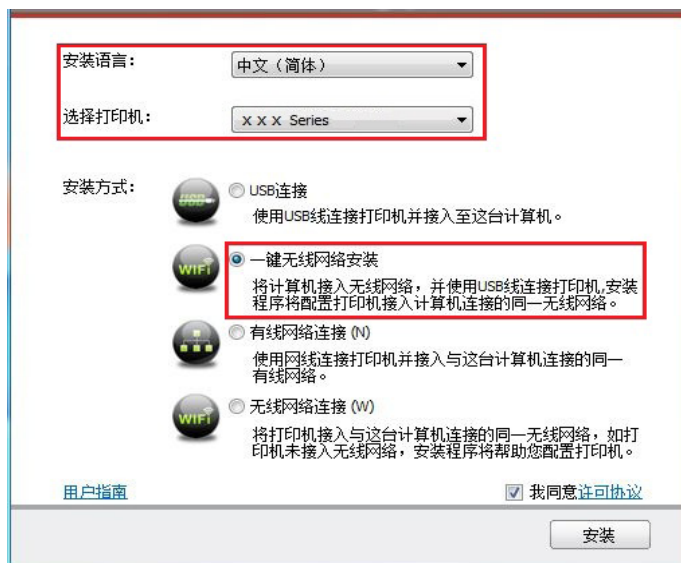 安装语言：
中文（简体）
选择打印机：
x x x Series
安装方式：
USB
USB连接
使用USB线连接打印机并接入至这台计算机。
WiFi
一键无线网络安装
将计算机接入无线网络，并使用USB线连接打印机,安装
程序将配置打印机接入计算机连接的同一无线网络。
有线网络连接 (N)
使用网线连接打印机并接入与这台计算机连接的同一
有线网络。
WiFi
无线网络连接 (W)
将打印机接入与这台计算机连接的同一无线网络，如打
印机未接入无线网络，安装程序将帮助您配置打印机。
用户指南
我同意许可协议
安装